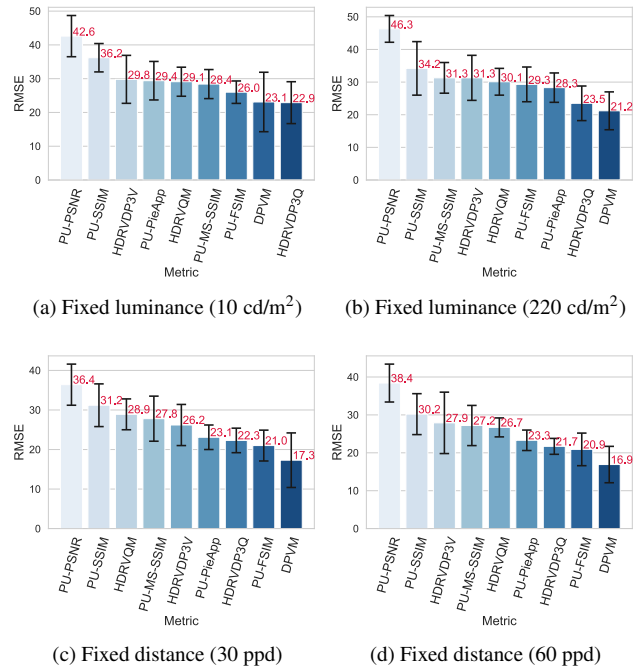 50
40
30
20
10
0
RMSE
42.6
36.2
29.8
29.4
29.1
28.4
26.0
23.1
22.9
PU-PSNR
PU-SSIM
HDRVDP3V
PU-PieApp
HDRVQM
PU-MS-SSIM
PU-FSIM
DPVM
HDRVDP3Q
Metric
(a) Fixed luminance (10 cd/m²)
50
40
30
20
10
0
RMSE
46.3
34.2
31.3
31.3
30.1
29.3
28.3
23.5
21.2
PU-PSNR
PU-SSIM
PU-MS-SSIM
HDRVDP3V
HDRVQM
PU-FSIM
PU-PieApp
HDRVDP3Q
DPVM
Metric
(b) Fixed luminance (220 cd/m²)
40
30
20
10
0
RMSE
36.4
31.2
28.9
27.8
26.2
23.1
22.3
21.0
17.3
PU-PSNR
PU-SSIM
HDRVQM
PU-MS-SSIM
HDRVDP3V
PU-PieApp
HDRVDP3Q
PU-FSIM
DPVM
Metric
(c) Fixed distance (30 ppd)
40
30
20
10
0
RMSE
38.4
30.2
27.9
27.2
26.7
23.3
21.7
20.9
16.9
PU-PSNR
PU-SSIM
HDRVDP3V
PU-MS-SSIM
HDRVQM
PU-PieApp
HDRVDP3Q
PU-FSIM
DPVM
Metric
(d) Fixed distance (60 ppd)